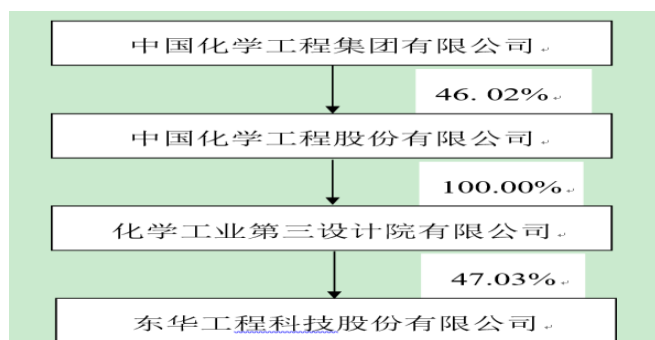 中国化学工程集团有限公司
46. 02%
中国化学工程股份有限公司
100.00%
化学工业第三设计院有限公司
47.03%
东华工程科技股份有限公司